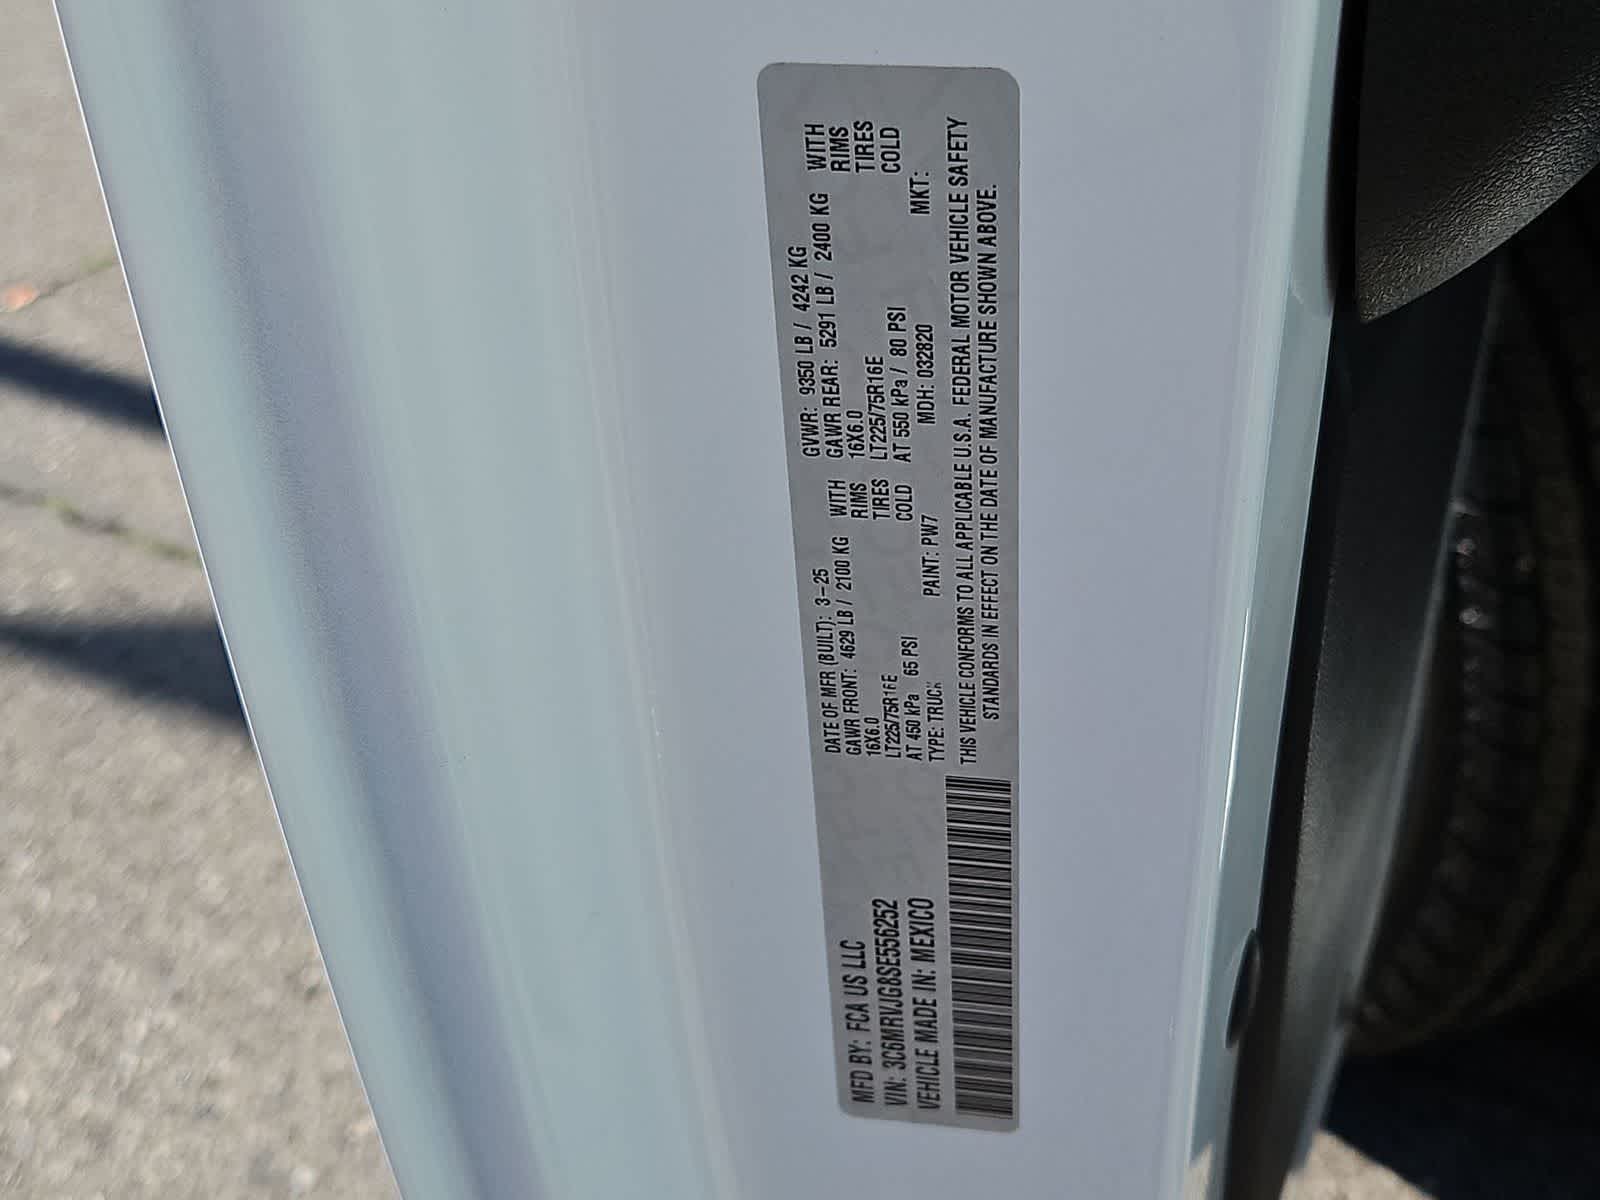 MFD BY: FCA US LLC
VIN: 3C6MRVJG8SE556252
VEHICLE MADE IN: MEXICO
DATE OF MFR (BUILT): 3-25
GAWR FRONT: 4629 LB / 2100 KG WITH
16X6.0 RIMS
LT225/75R16E TIRES
AT 450 kPa 65 PSI COLD
TYPE: TRUCK PAINT: PW7
GVWR: 9350 LB / 4242 KG
GAWR REAR: 5291 LB / 2400 KG WITH
16X6.0 RIMS
LT225/75R16E TIRES
AT 550 kPa / 80 PSI COLD
MDH: 032820 MKT:
THIS VEHICLE CONFORMS TO ALL APPLICABLE U.S.A. FEDERAL MOTOR VEHICLE SAFETY
STANDARDS IN EFFECT ON THE DATE OF MANUFACTURE SHOWN ABOVE.